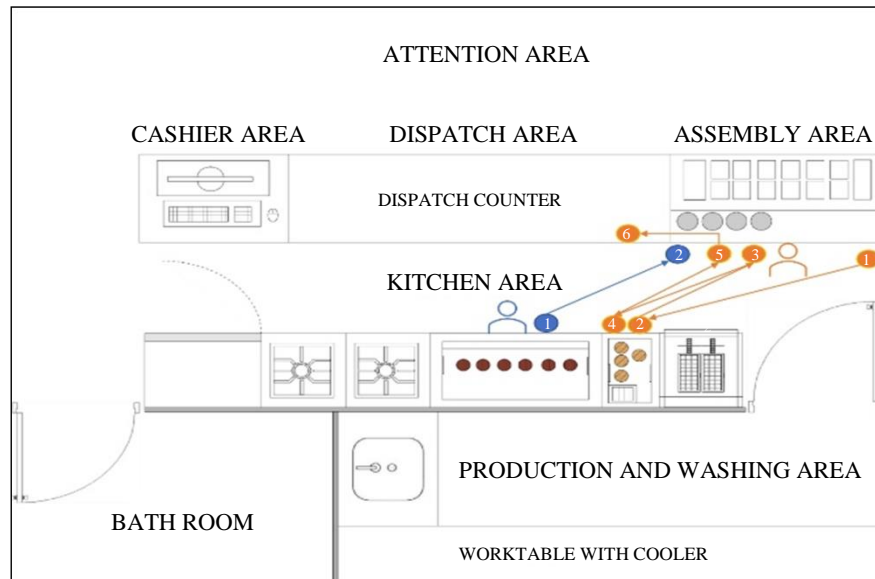 ATTENTION AREA
CASHIER AREA DISPATCH AREA ASSEMBLY AREA
DISPATCH COUNTER
6
2 5 3 1
KITCHEN AREA
1 4 2
PRODUCTION AND WASHING AREA
BATH ROOM
WORKTABLE WITH COOLER